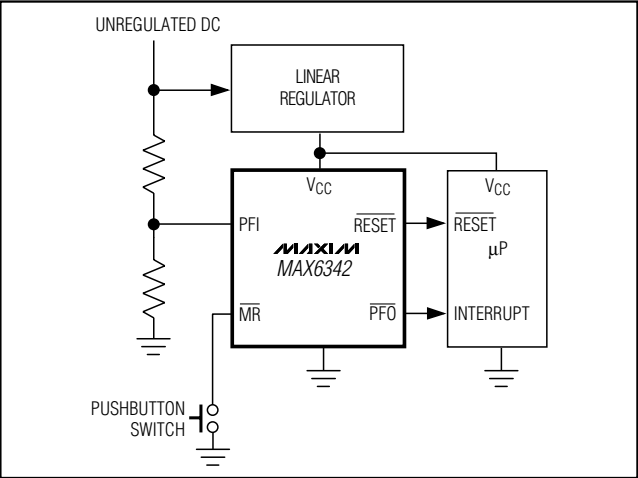 UNREGULATED DC
LINEAR
REGULATOR
VCC
VCC
PFI
RESET
RESET
MAXIM
MAX6342
µP
MR
PFO
INTERRUPT
PUSHBUTTON
SWITCH